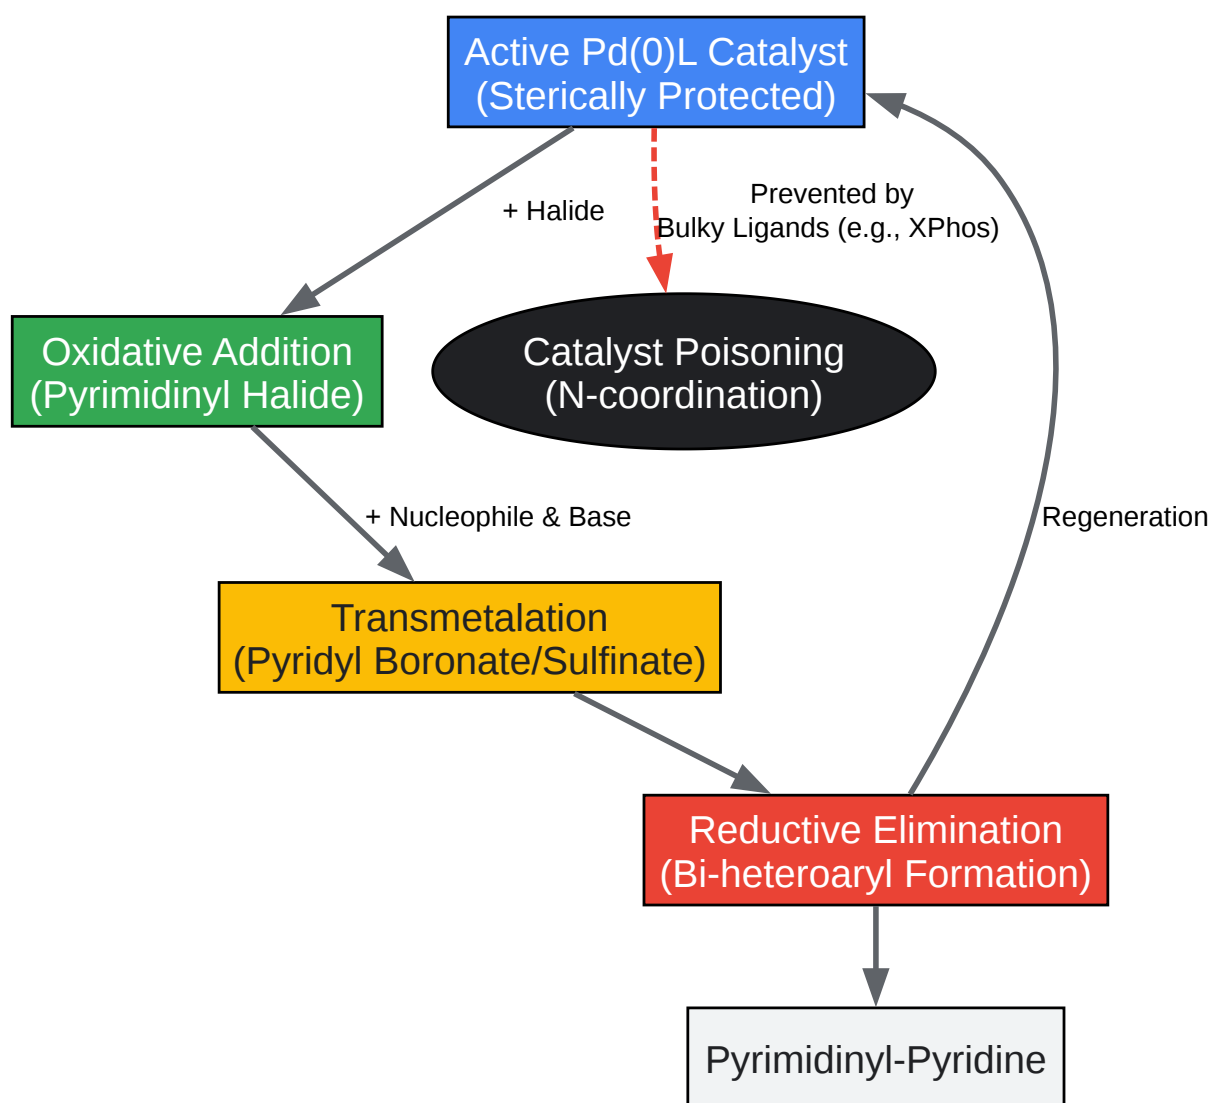 Active Pd(0)L Catalyst
(Sterically Protected)
+ Halide
Prevented by
Bulky Ligands (e.g., XPhos)
Oxidative Addition
(Pyrimidinyl Halide)
Catalyst Poisoning
(N-coordination)
+ Nucleophile & Base
Regeneration
Transmetalation
(Pyridyl Boronate/Sulfinate)
Reductive Elimination
(Bi-heteroaryl Formation)
Pyrimidinyl-Pyridine